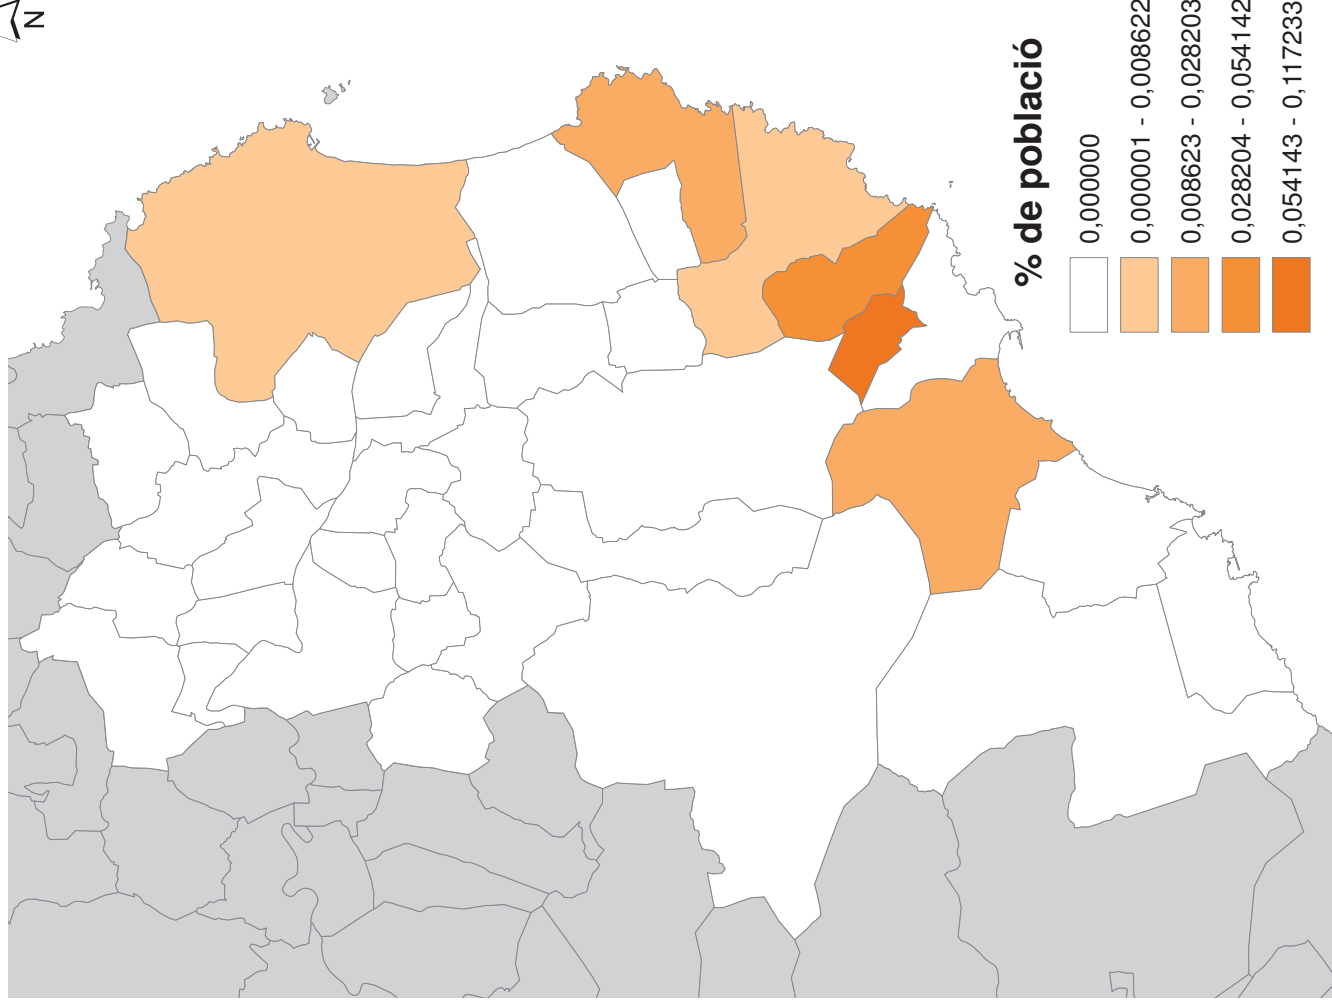 N
% de població
0,000000
0,000001 - 0,008622
0,008623 - 0,028203
0,028204 - 0,054142
0,054143 - 0,117233